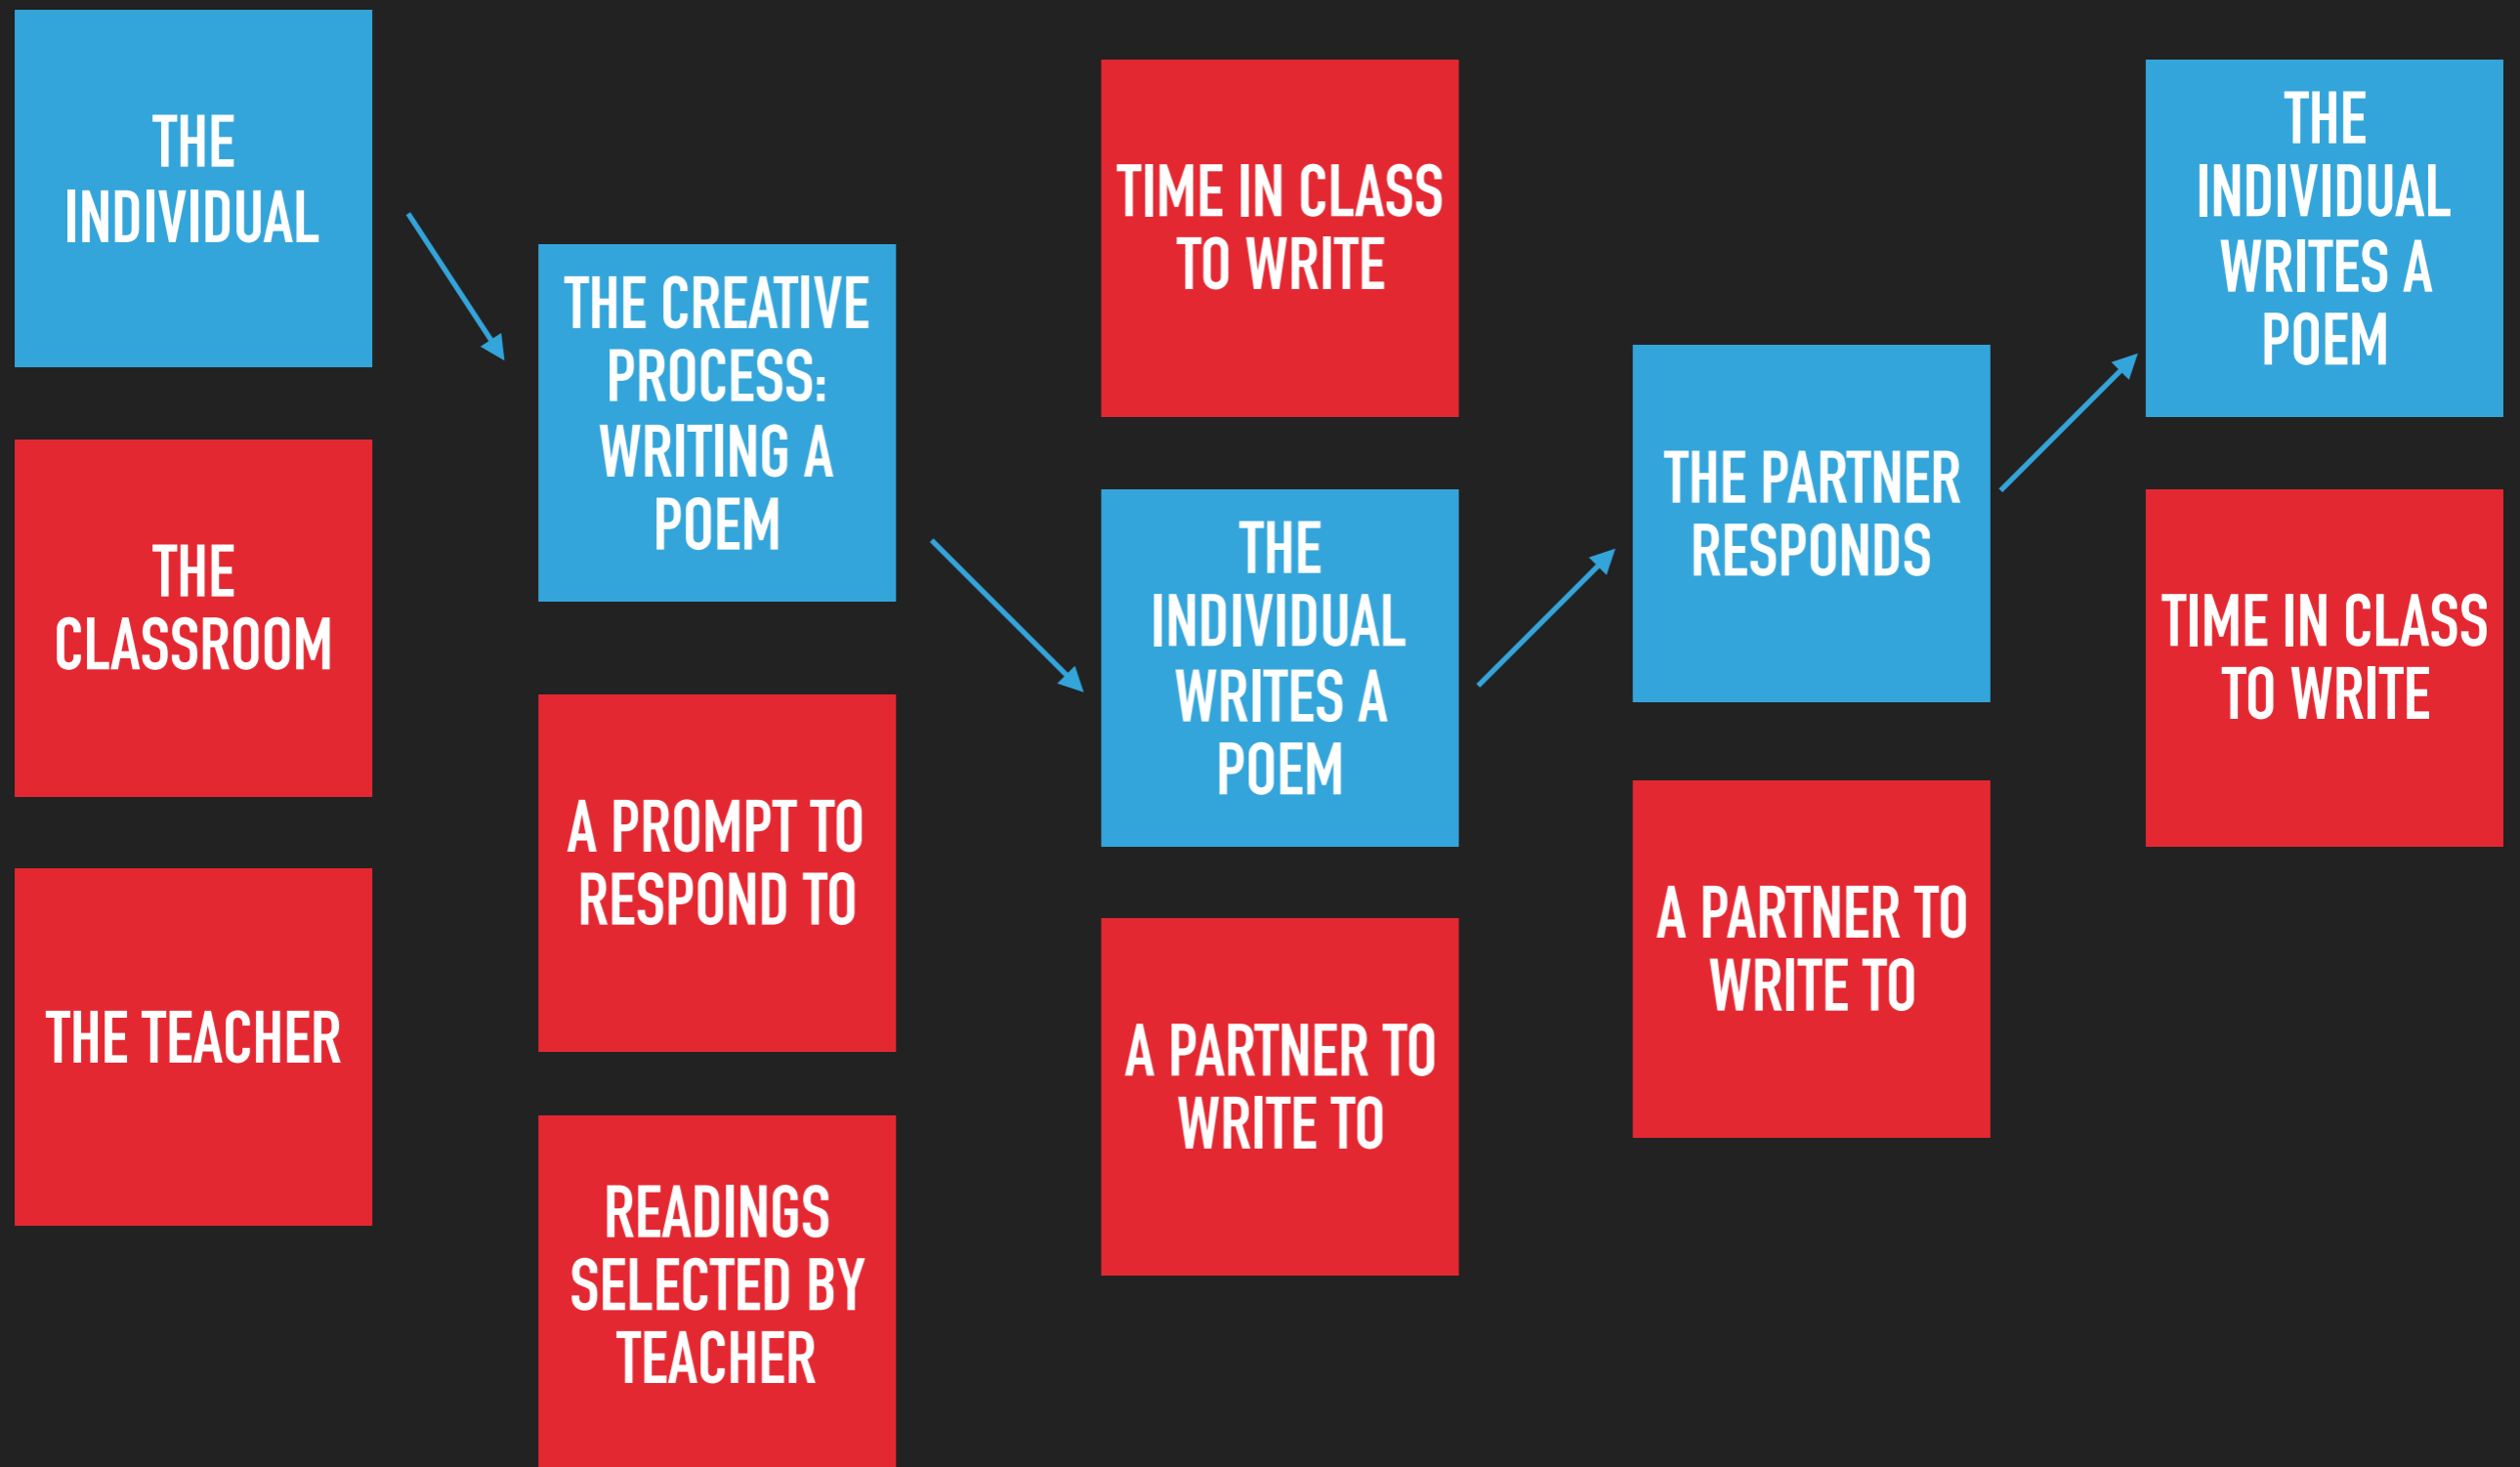 THE
INDIVIDUAL
THE
CLASSROOM
THE TEACHER
THE CREATIVE
PROCESS:
WRITING A
POEM
A PROMPT TO
RESPOND TO
READINGS
SELECTED BY
TEACHER
TIME IN CLASS
TO WRITE
THE
INDIVIDUAL
WRITES A
POEM
A PARTNER TO
WRITE TO
THE PARTNER
RESPONDS
A PARTNER TO
WRITE TO
THE
INDIVIDUAL
WRITES A
POEM
TIME IN CLASS
TO WRITE